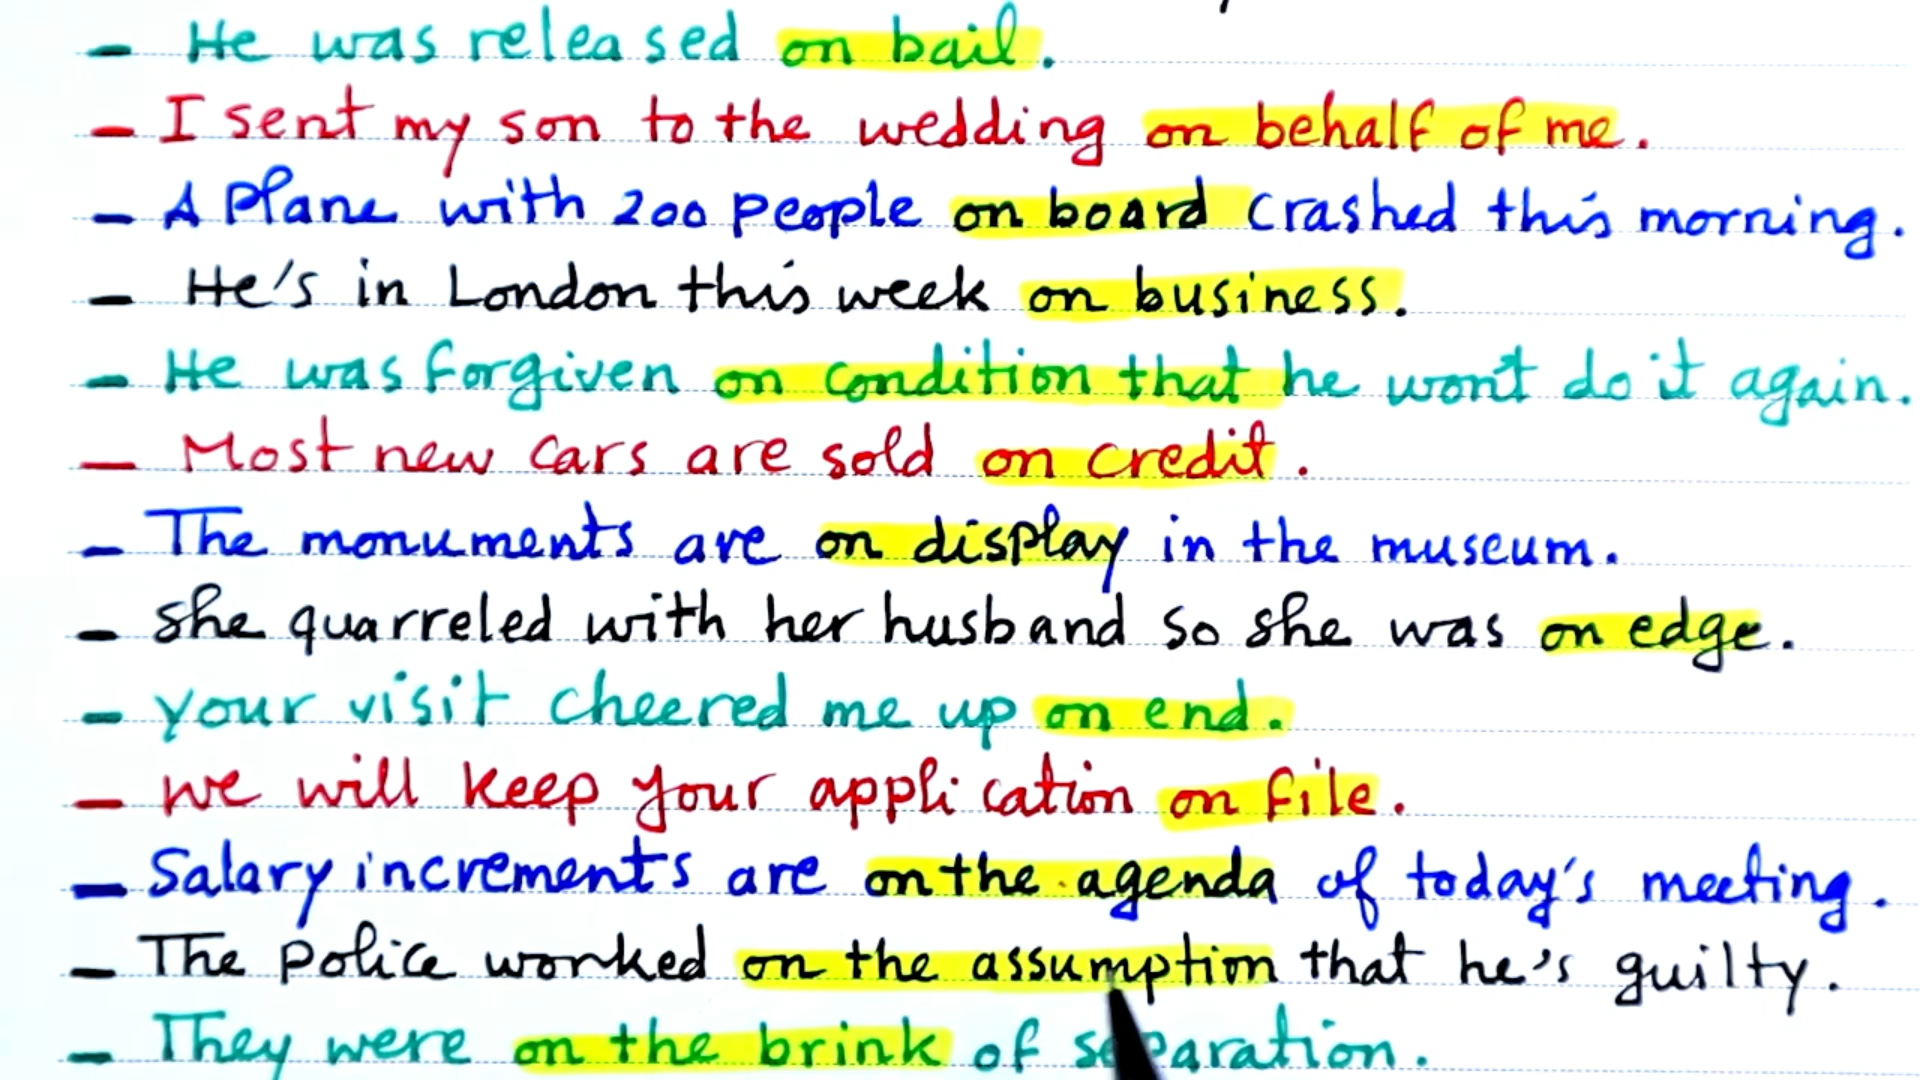 - He was released on bail.
- I sent my son to the wedding on behalf of me.
- A plane with 200 people on board crashed this morning.
- He's in London this week on business.
- He was forgiven on condition that he won't do it again.
- Most new cars are sold on credit.
- The monuments are on display in the museum.
- She quarreled with her husband so she was on edge.
- your visit cheered me up on end.
- we will keep your application on file.
- Salary increments are on the agenda of today's meeting.
- The police worked on the assumption that he's guilty.
- They were on the brink of separation.